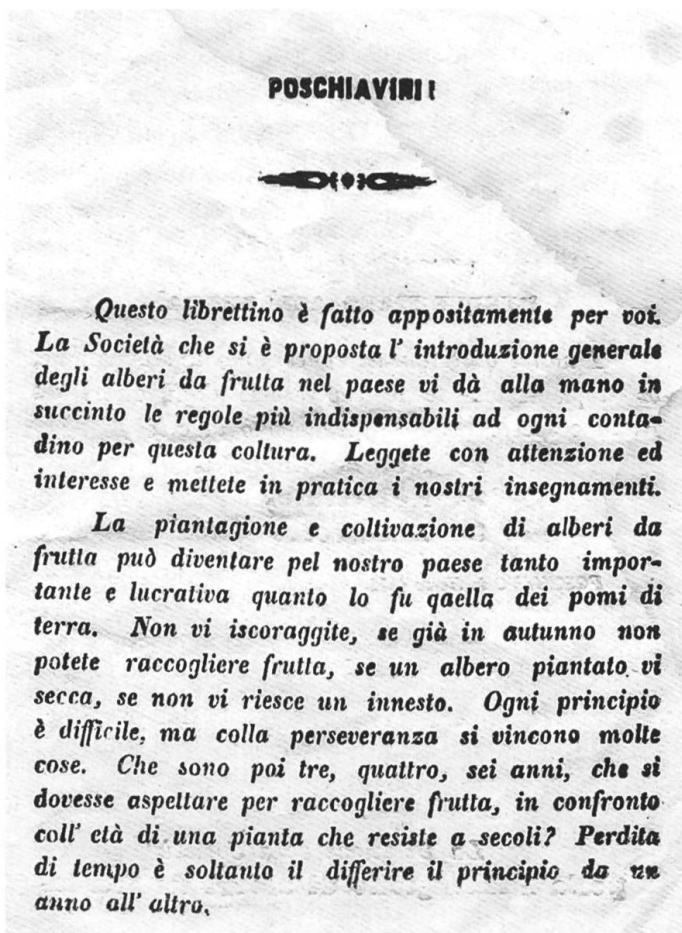 POSCHIAVINI!
Questo librettino è fatto appositamente per voi.
La Società che si è proposta l' introduzione generale
degli alberi da frutta nel paese vi dà alla mano in
succinto le regole più indispensabili ad ogni conta-
dino per questa coltura. Leggete con attenzione ed
interesse e mettete in pratica i nostri insegnamenti.
La piantagione e coltivazione di alberi da
frutta può diventare pel nostro paese tanto impor-
tante e lucrativa quanto lo fu qaella dei pomi di
terra. Non vi iscoraggite, se già in autunno non
potete raccogliere frutta, se un albero piantato vi
secca, se non vi riesce un innesto. Ogni principio
è difficile, ma colla perseveranza si vincono molte
cose. Che sono poi tre, quattro, sei anni, che si
dovesse aspettare per raccogliere frutta, in confronto
coll' età di una pianta che resiste a secoli? Perdita
di tempo è soltanto il differire il principio da un
anno all' altro.